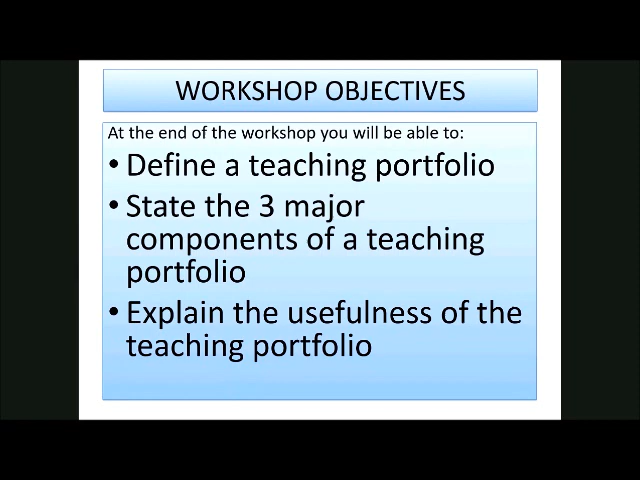 WORKSHOP OBJECTIVES
At the end of the workshop you will be able to:
• Define a teaching portfolio
• State the 3 major
components of a teaching
portfolio
• Explain the usefulness of the
teaching portfolio